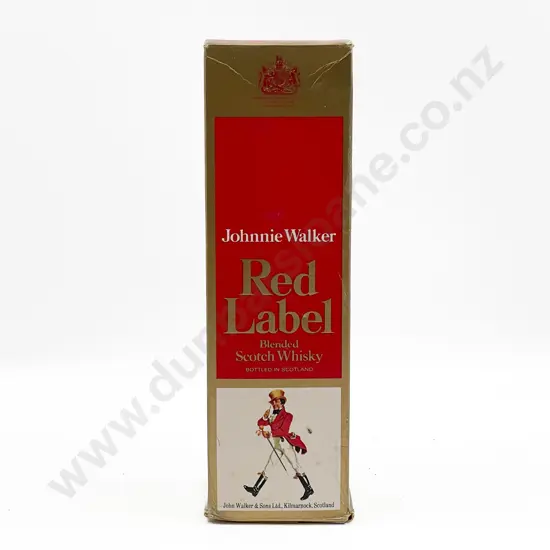 Johnnie Walker
Red
Label
Blended
Scotch Whisky
BOTTLED IN SCOTLAND
John Walker & Sons Ltd., Kilmarnock, Scotland